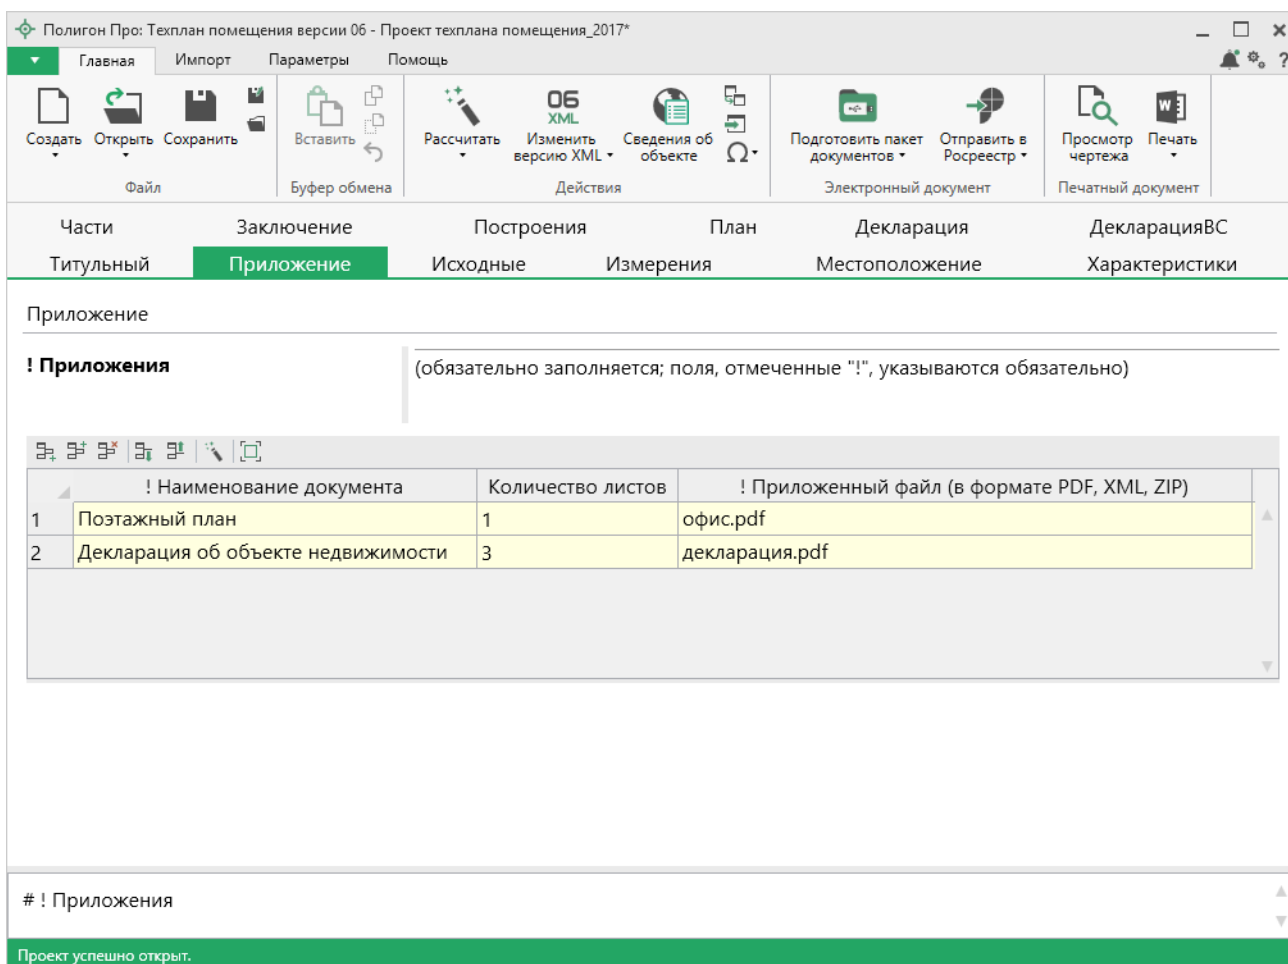 Полигон Про: Техплан помещения версии 06 - Проект техплана помещения_2017*
Главная Импорт Параметры Помощь
Создать Открыть Сохранить Вставить Рассчитать 06 XML Изменить версию XML Сведения об объекте Подготовить пакет документов Отправить в Росреестр Просмотр чертежа Печать
Файл Буфер обмена Действия Электронный документ Печатный документ
Части Заключение Построения План Декларация ДекларацияВС
Титульный Приложение Исходные Измерения Местоположение Характеристики
Приложение
! Приложения (обязательно заполняется; поля, отмеченные "!", указываются обязательно)
! Наименование документа Количество листов ! Приложенный файл (в формате PDF, XML, ZIP)
1 Поэтажный план 1 офис.pdf
2 Декларация об объекте недвижимости 3 декларация.pdf
# ! Приложения
Проект успешно открыт.